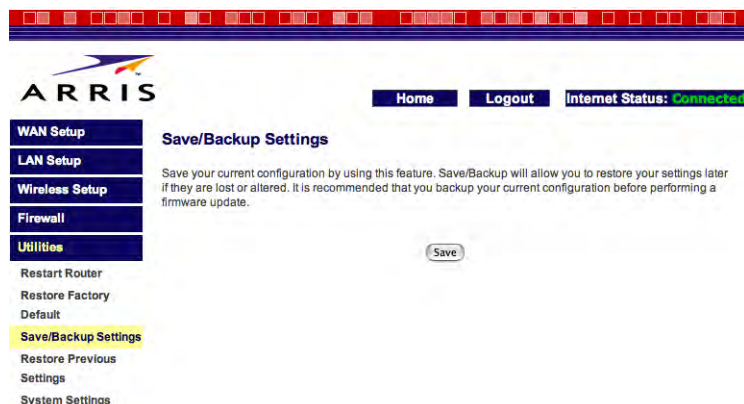 ARRIS
Home Logout Internet Status: Connected
WAN Setup
LAN Setup
Wireless Setup
Firewall
Utilities
Restart Router
Restore Factory
Default
Save/Backup Settings
Restore Previous
Settings
System Settings
Save/Backup Settings
Save your current configuration by using this feature. Save/Backup will allow you to restore your settings later
if they are lost or altered. It is recommended that you backup your current configuration before performing a
firmware update.
Save